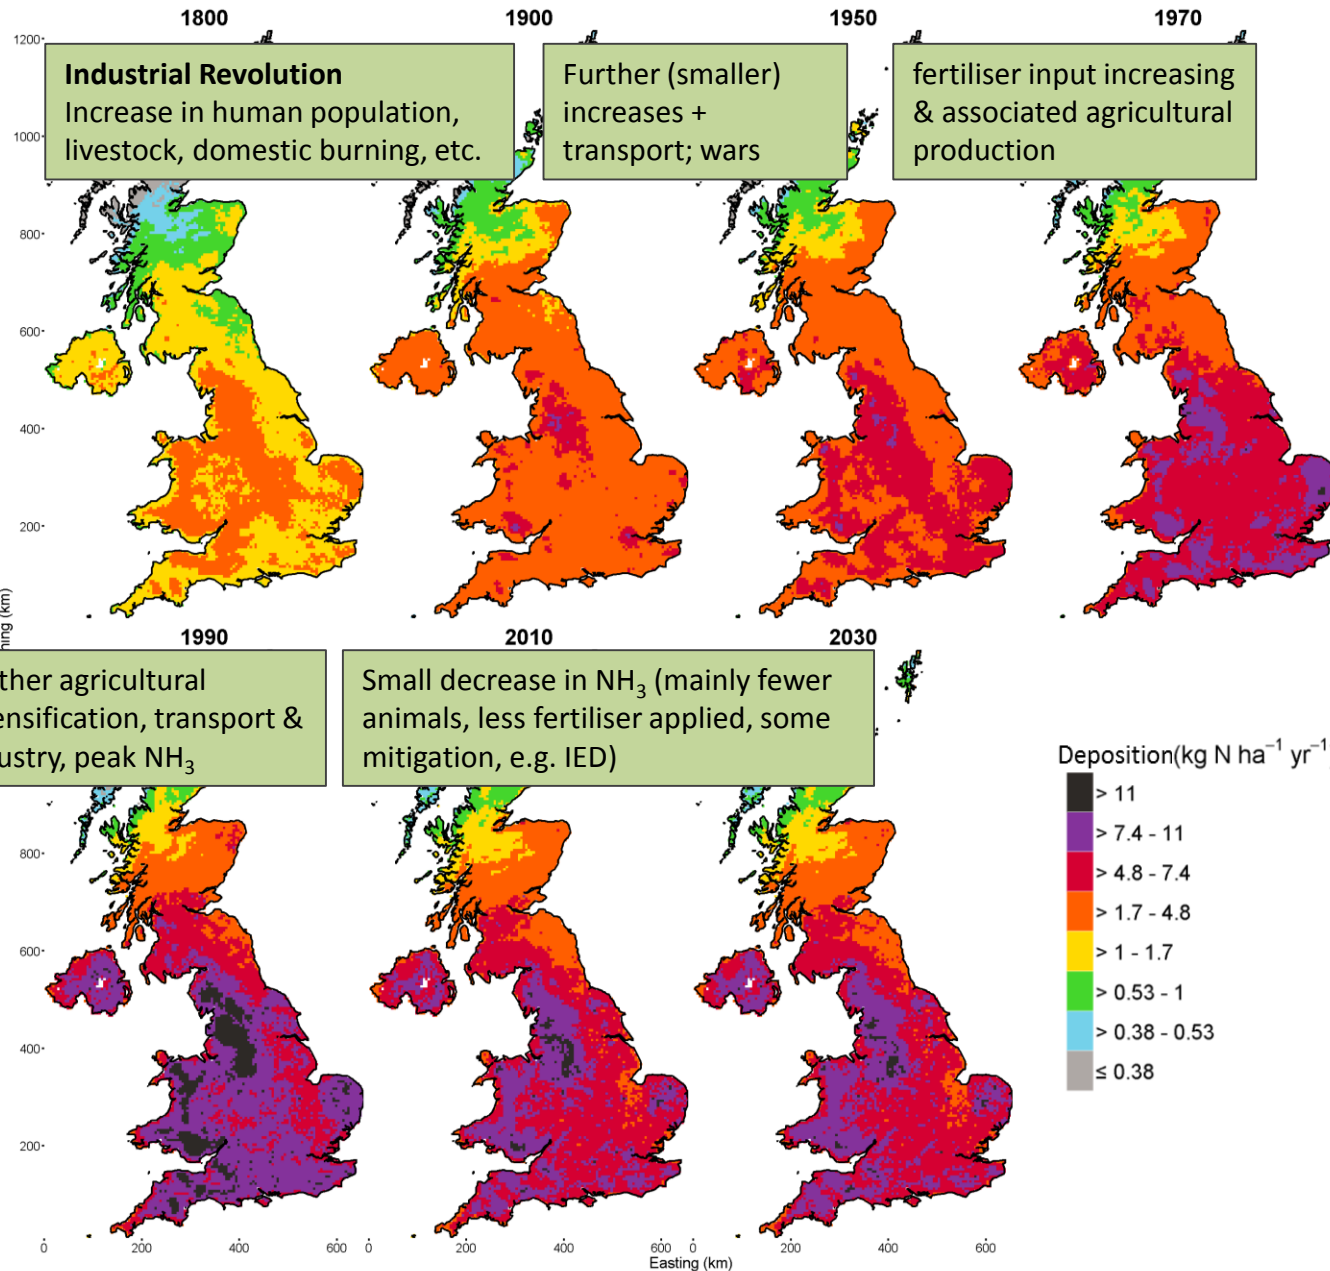 1800
1900
1950
1970
1200
Industrial Revolution
Increase in human population,
livestock, domestic burning, etc.
Further (smaller)
increases +
transport; wars
fertiliser input increasing
& associated agricultural
production
1000
800
600
400
200
1990
2010
2030
agricultural
transport &
peak NH₃
Small decrease in NH₃ (mainly fewer
animals, less fertiliser applied, some
mitigation, e.g. IED)
800
600
400
200
0
200
400
600
0
200
400
600
0
200
400
600
Easting (km)
Deposition(kg N ha⁻¹ yr⁻¹
> 11
> 7.4 - 11
> 4.8 - 7.4
> 1.7 - 4.8
> 1 - 1.7
> 0.53 - 1
> 0.38 - 0.53
≤ 0.38